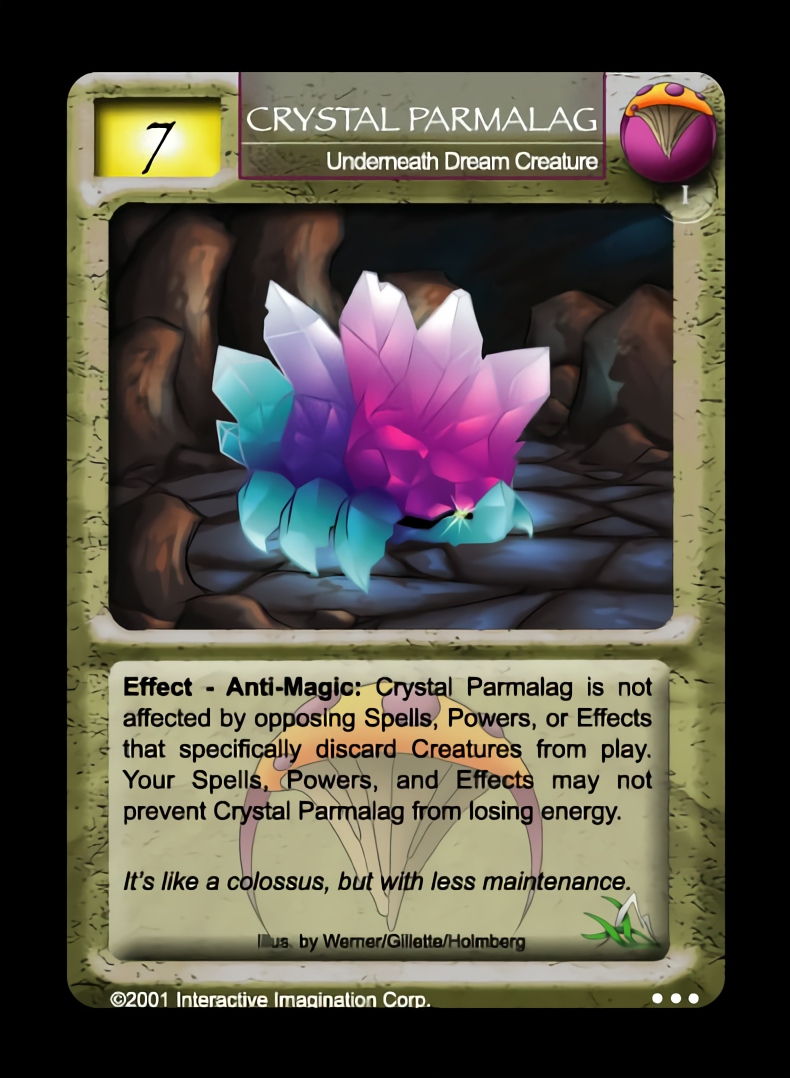 7
CRYSTAL PARMALAG
Underneath Dream Creature
1
Effect - Anti-Magic: Crystal Parmalag is not
affected by opposing Spells, Powers, or Effects
that specifically discard Creatures from play.
Your Spells, Powers, and Effects may not
prevent Crystal Parmalag from losing energy.
It's like a colossus, but with less maintenance.
Illus. by Werner/Gillette/Holmberg
©2001 Interactive Imagination Corp.